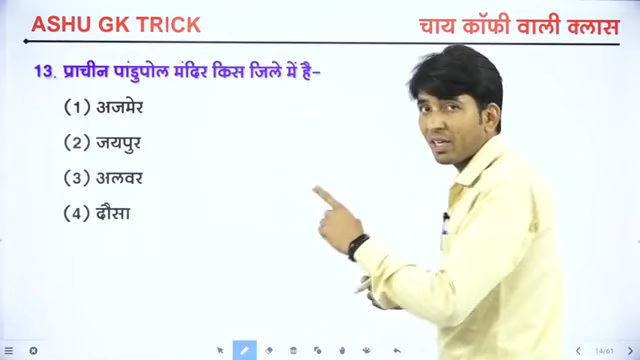 ASHU GK TRICK
चाय कॉफी वाली क्लास
13. प्राचीन पांडुपोल मंदिर किस जिले में है–
(1) अजमेर
(2) जयपुर
(3) अलवर
(4) दौसा
14/61